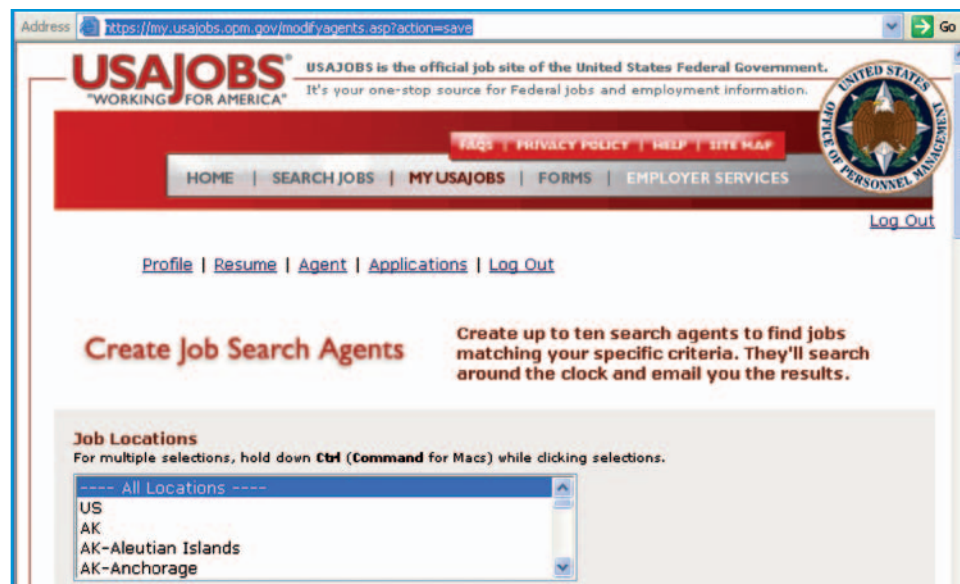 Address https://my.usajobs.opm.gov/modifyagents.asp?action=save Go
USAJOBS
"WORKING FOR AMERICA"
USAJOBS is the official job site of the United States Federal Government.
It's your one-stop source for Federal jobs and employment information.
UNITED STATES
OFFICE OF PERSONNEL MANAGEMENT
FAQS | PRIVACY POLICY | HELP | SITE MAP
HOME | SEARCH JOBS | MY USAJOBS | FORMS | EMPLOYER SERVICES
Log Out
Profile | Resume | Agent | Applications | Log Out
Create Job Search Agents
Create up to ten search agents to find jobs
matching your specific criteria. They'll search
around the clock and email you the results.
Job Locations
For multiple selections, hold down Ctrl (Command for Macs) while clicking selections.
---- All Locations ----
US
AK
AK-Aleutian Islands
AK-Anchorage